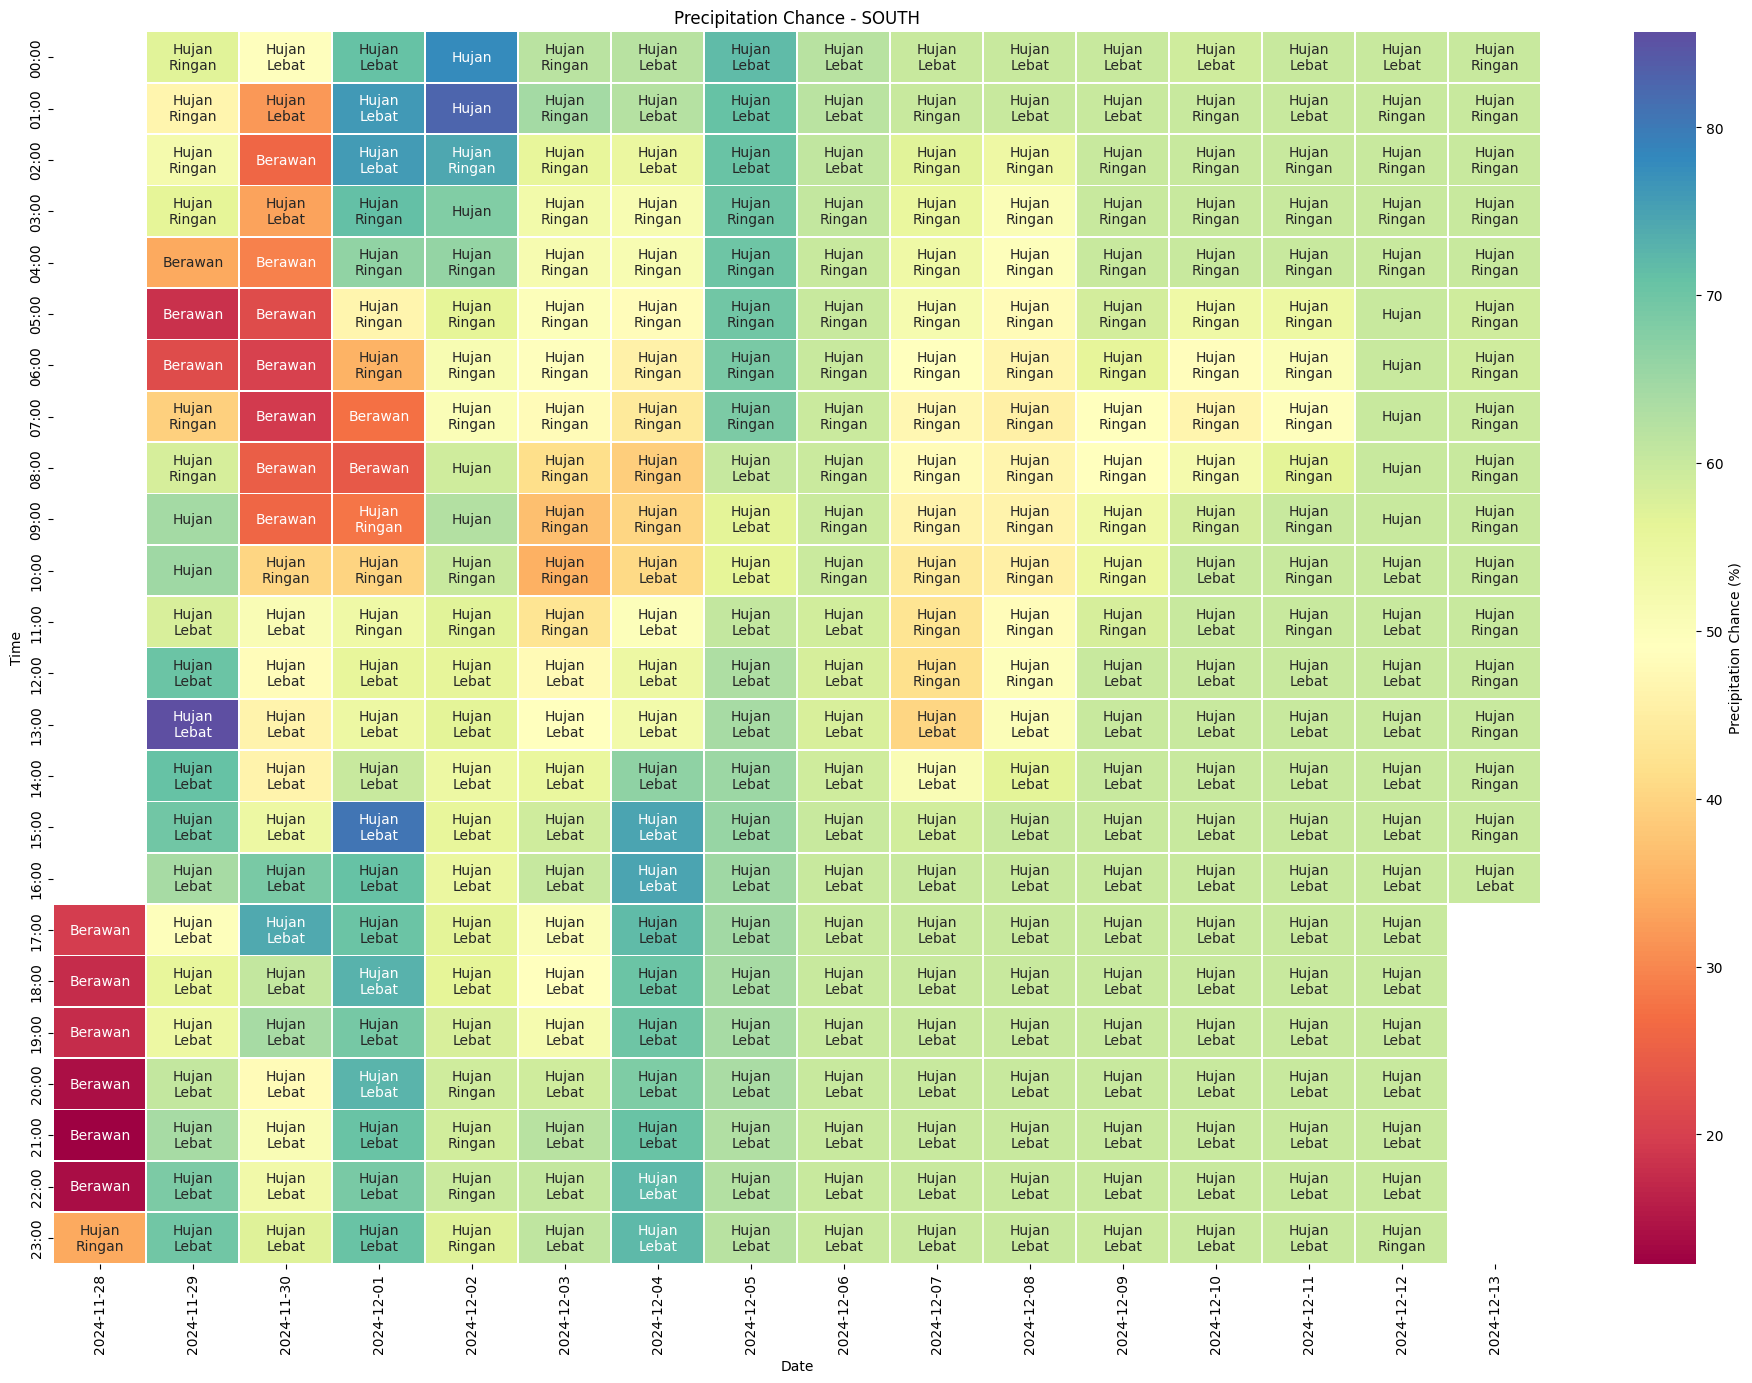 Precipitation Chance - SOUTH
00:00 Hujan Ringan Hujan Lebat Hujan Lebat Hujan Hujan Ringan Hujan Lebat Hujan Lebat Hujan Lebat Hujan Lebat Hujan Lebat Hujan Lebat Hujan Lebat Hujan Lebat Hujan Lebat Hujan Ringan
01:00 Hujan Ringan Hujan Lebat Hujan Lebat Hujan Hujan Ringan Hujan Lebat Hujan Lebat Hujan Lebat Hujan Ringan Hujan Lebat Hujan Lebat Hujan Ringan Hujan Lebat Hujan Ringan Hujan Ringan
02:00 Hujan Ringan Berawan Hujan Lebat Hujan Ringan Hujan Ringan Hujan Lebat Hujan Lebat Hujan Lebat Hujan Ringan Hujan Ringan Hujan Ringan Hujan Ringan Hujan Lebat Hujan Ringan Hujan Ringan
03:00 Hujan Ringan Hujan Lebat Hujan Ringan Hujan Hujan Ringan Hujan Ringan Hujan Ringan Hujan Ringan Hujan Ringan Hujan Ringan Hujan Ringan Hujan Ringan Hujan Ringan Hujan Ringan Hujan Ringan
04:00 Berawan Berawan Hujan Ringan Hujan Ringan Hujan Ringan Hujan Ringan Hujan Ringan Hujan Ringan Hujan Ringan Hujan Ringan Hujan Ringan Hujan Ringan Hujan Ringan Hujan Ringan Hujan Ringan
05:00 Berawan Berawan Hujan Ringan Hujan Ringan Hujan Ringan Hujan Ringan Hujan Ringan Hujan Ringan Hujan Ringan Hujan Ringan Hujan Ringan Hujan Ringan Hujan Ringan Hujan Hujan Ringan
06:00 Berawan Berawan Hujan Ringan Hujan Ringan Hujan Ringan Hujan Ringan Hujan Ringan Hujan Ringan Hujan Ringan Hujan Ringan Hujan Ringan Hujan Ringan Hujan Ringan Hujan Hujan Ringan
07:00 Hujan Ringan Berawan Berawan Hujan Ringan Hujan Ringan Hujan Ringan Hujan Ringan Hujan Ringan Hujan Ringan Hujan Ringan Hujan Ringan Hujan Ringan Hujan Ringan Hujan Hujan Ringan
08:00 Hujan Ringan Berawan Berawan Hujan Hujan Ringan Hujan Ringan Hujan Lebat Hujan Ringan Hujan Ringan Hujan Ringan Hujan Ringan Hujan Ringan Hujan Ringan Hujan Hujan Ringan
09:00 Hujan Berawan Hujan Ringan Hujan Hujan Ringan Hujan Ringan Hujan Lebat Hujan Ringan Hujan Ringan Hujan Ringan Hujan Ringan Hujan Ringan Hujan Ringan Hujan Hujan Ringan
10:00 Hujan Hujan Ringan Hujan Ringan Hujan Ringan Hujan Ringan Hujan Lebat Hujan Lebat Hujan Ringan Hujan Ringan Hujan Ringan Hujan Ringan Hujan Lebat Hujan Ringan Hujan Lebat Hujan Ringan
11:00 Hujan Lebat Hujan Lebat Hujan Ringan Hujan Ringan Hujan Ringan Hujan Lebat Hujan Lebat Hujan Lebat Hujan Ringan Hujan Ringan Hujan Ringan Hujan Lebat Hujan Ringan Hujan Lebat Hujan Ringan
12:00 Hujan Lebat Hujan Lebat Hujan Lebat Hujan Lebat Hujan Lebat Hujan Lebat Hujan Lebat Hujan Lebat Hujan Ringan Hujan Ringan Hujan Lebat Hujan Lebat Hujan Lebat Hujan Lebat Hujan Ringan
13:00 Hujan Lebat Hujan Lebat Hujan Lebat Hujan Lebat Hujan Lebat Hujan Lebat Hujan Lebat Hujan Lebat Hujan Lebat Hujan Lebat Hujan Lebat Hujan Lebat Hujan Lebat Hujan Lebat Hujan Ringan
14:00 Hujan Lebat Hujan Lebat Hujan Lebat Hujan Lebat Hujan Lebat Hujan Lebat Hujan Lebat Hujan Lebat Hujan Lebat Hujan Lebat Hujan Lebat Hujan Lebat Hujan Lebat Hujan Lebat Hujan Ringan
15:00 Hujan Lebat Hujan Lebat Hujan Lebat Hujan Lebat Hujan Lebat Hujan Lebat Hujan Lebat Hujan Lebat Hujan Lebat Hujan Lebat Hujan Lebat Hujan Lebat Hujan Lebat Hujan Lebat Hujan Ringan
16:00 Hujan Lebat Hujan Lebat Hujan Lebat Hujan Lebat Hujan Lebat Hujan Lebat Hujan Lebat Hujan Lebat Hujan Lebat Hujan Lebat Hujan Lebat Hujan Lebat Hujan Lebat Hujan Lebat Hujan Lebat
17:00 Berawan Hujan Lebat Hujan Lebat Hujan Lebat Hujan Lebat Hujan Lebat Hujan Lebat Hujan Lebat Hujan Lebat Hujan Lebat Hujan Lebat Hujan Lebat Hujan Lebat Hujan Lebat Hujan Lebat
18:00 Berawan Hujan Lebat Hujan Lebat Hujan Lebat Hujan Lebat Hujan Lebat Hujan Lebat Hujan Lebat Hujan Lebat Hujan Lebat Hujan Lebat Hujan Lebat Hujan Lebat Hujan Lebat Hujan Lebat
19:00 Berawan Hujan Lebat Hujan Lebat Hujan Lebat Hujan Lebat Hujan Lebat Hujan Lebat Hujan Lebat Hujan Lebat Hujan Lebat Hujan Lebat Hujan Lebat Hujan Lebat Hujan Lebat Hujan Lebat
20:00 Berawan Hujan Lebat Hujan Lebat Hujan Lebat Hujan Ringan Hujan Lebat Hujan Lebat Hujan Lebat Hujan Lebat Hujan Lebat Hujan Lebat Hujan Lebat Hujan Lebat Hujan Lebat Hujan Lebat
21:00 Berawan Hujan Lebat Hujan Lebat Hujan Lebat Hujan Ringan Hujan Lebat Hujan Lebat Hujan Lebat Hujan Lebat Hujan Lebat Hujan Lebat Hujan Lebat Hujan Lebat Hujan Lebat Hujan Lebat
22:00 Berawan Hujan Lebat Hujan Lebat Hujan Lebat Hujan Ringan Hujan Lebat Hujan Lebat Hujan Lebat Hujan Lebat Hujan Lebat Hujan Lebat Hujan Lebat Hujan Lebat Hujan Lebat Hujan Lebat
23:00 Hujan Ringan Hujan Lebat Hujan Lebat Hujan Lebat Hujan Ringan Hujan Lebat Hujan Lebat Hujan Lebat Hujan Lebat Hujan Lebat Hujan Lebat Hujan Lebat Hujan Lebat Hujan Lebat Hujan Ringan
Time
2024-11-28 2024-11-29 2024-11-30 2024-12-01 2024-12-02 2024-12-03 2024-12-04 2024-12-05 2024-12-06 2024-12-07 2024-12-08 2024-12-09 2024-12-10 2024-12-11 2024-12-12 2024-12-13
Date
80
70
60
50
40
30
20
Precipitation Chance (%)